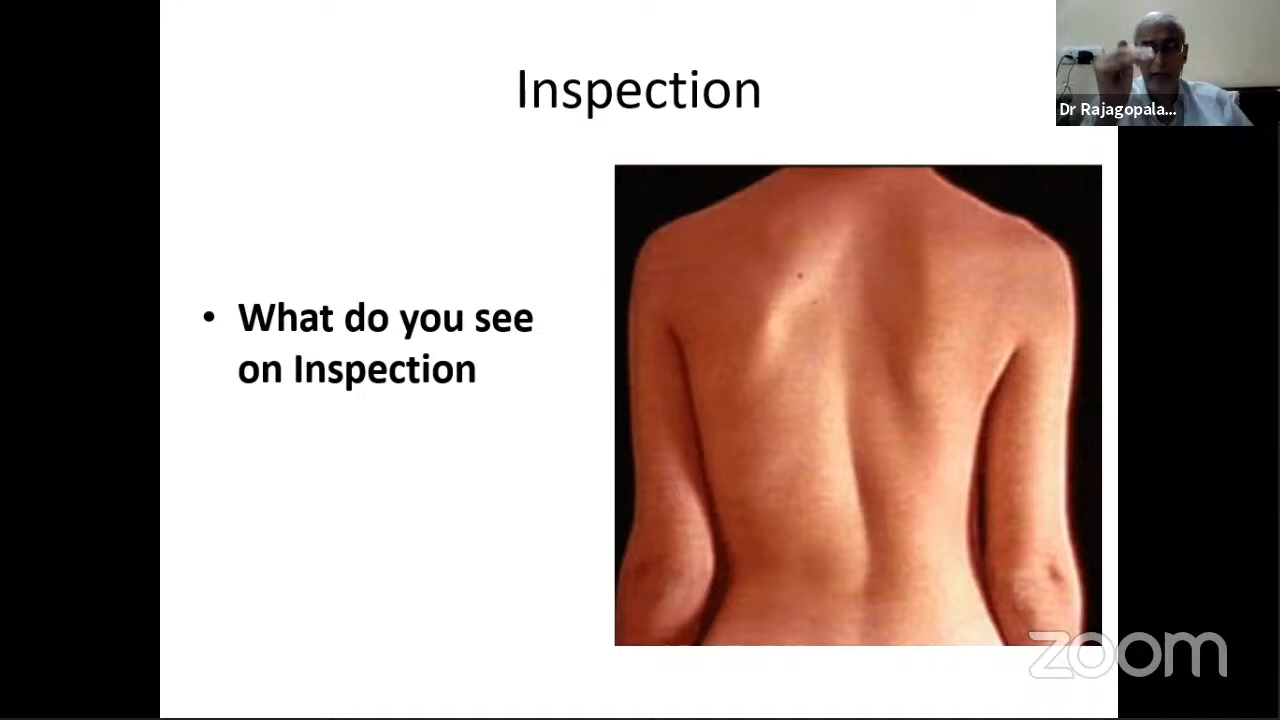 Inspection
Dr Rajagopala...
• What do you see
on Inspection
zoom